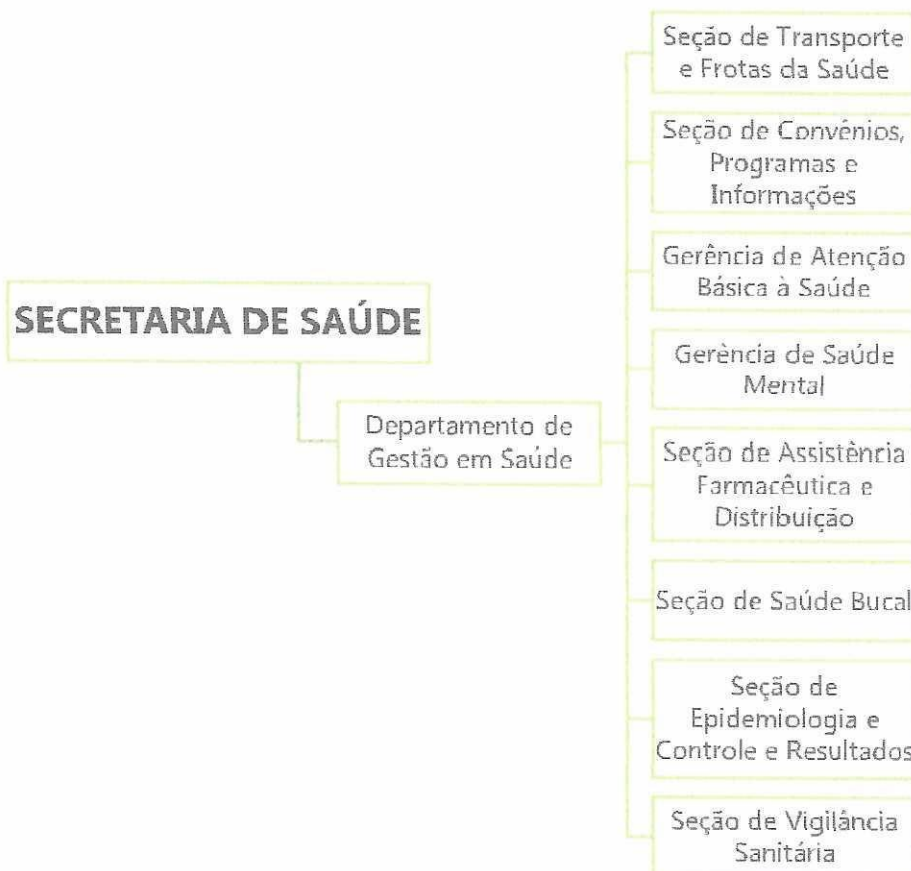 Seção de Transporte
e Frotas da Saúde
Seção de Convênios,
Programas e
Informações
Gerência de Atenção
Básica à Saúde
SECRETARIA DE SAÚDE
Gerência de Saúde
Mental
Departamento de
Gestão em Saúde
Seção de Assistência
Farmacêutica e
Distribuição
Seção de Saúde Bucal
Seção de
Epidemiologia e
Controle e Resultados
Seção de Vigilância
Sanitária